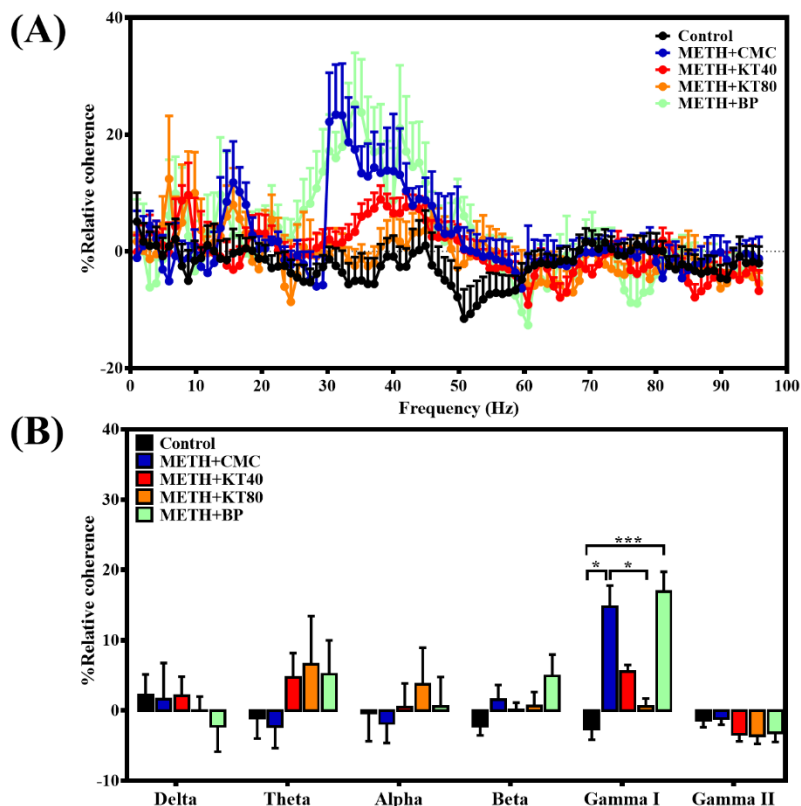 (A)
40
20
0
-20
%Relative coherence
Control
METH+CMC
METH+KT40
METH+KT80
METH+BP
0 10 20 30 40 50 60 70 80 90 100
Frequency (Hz)
(B)
40
30
20
10
0
-10
%Relative coherence
Control
METH+CMC
METH+KT40
METH+KT80
METH+BP
***
* *
Delta Theta Alpha Beta Gamma I Gamma II